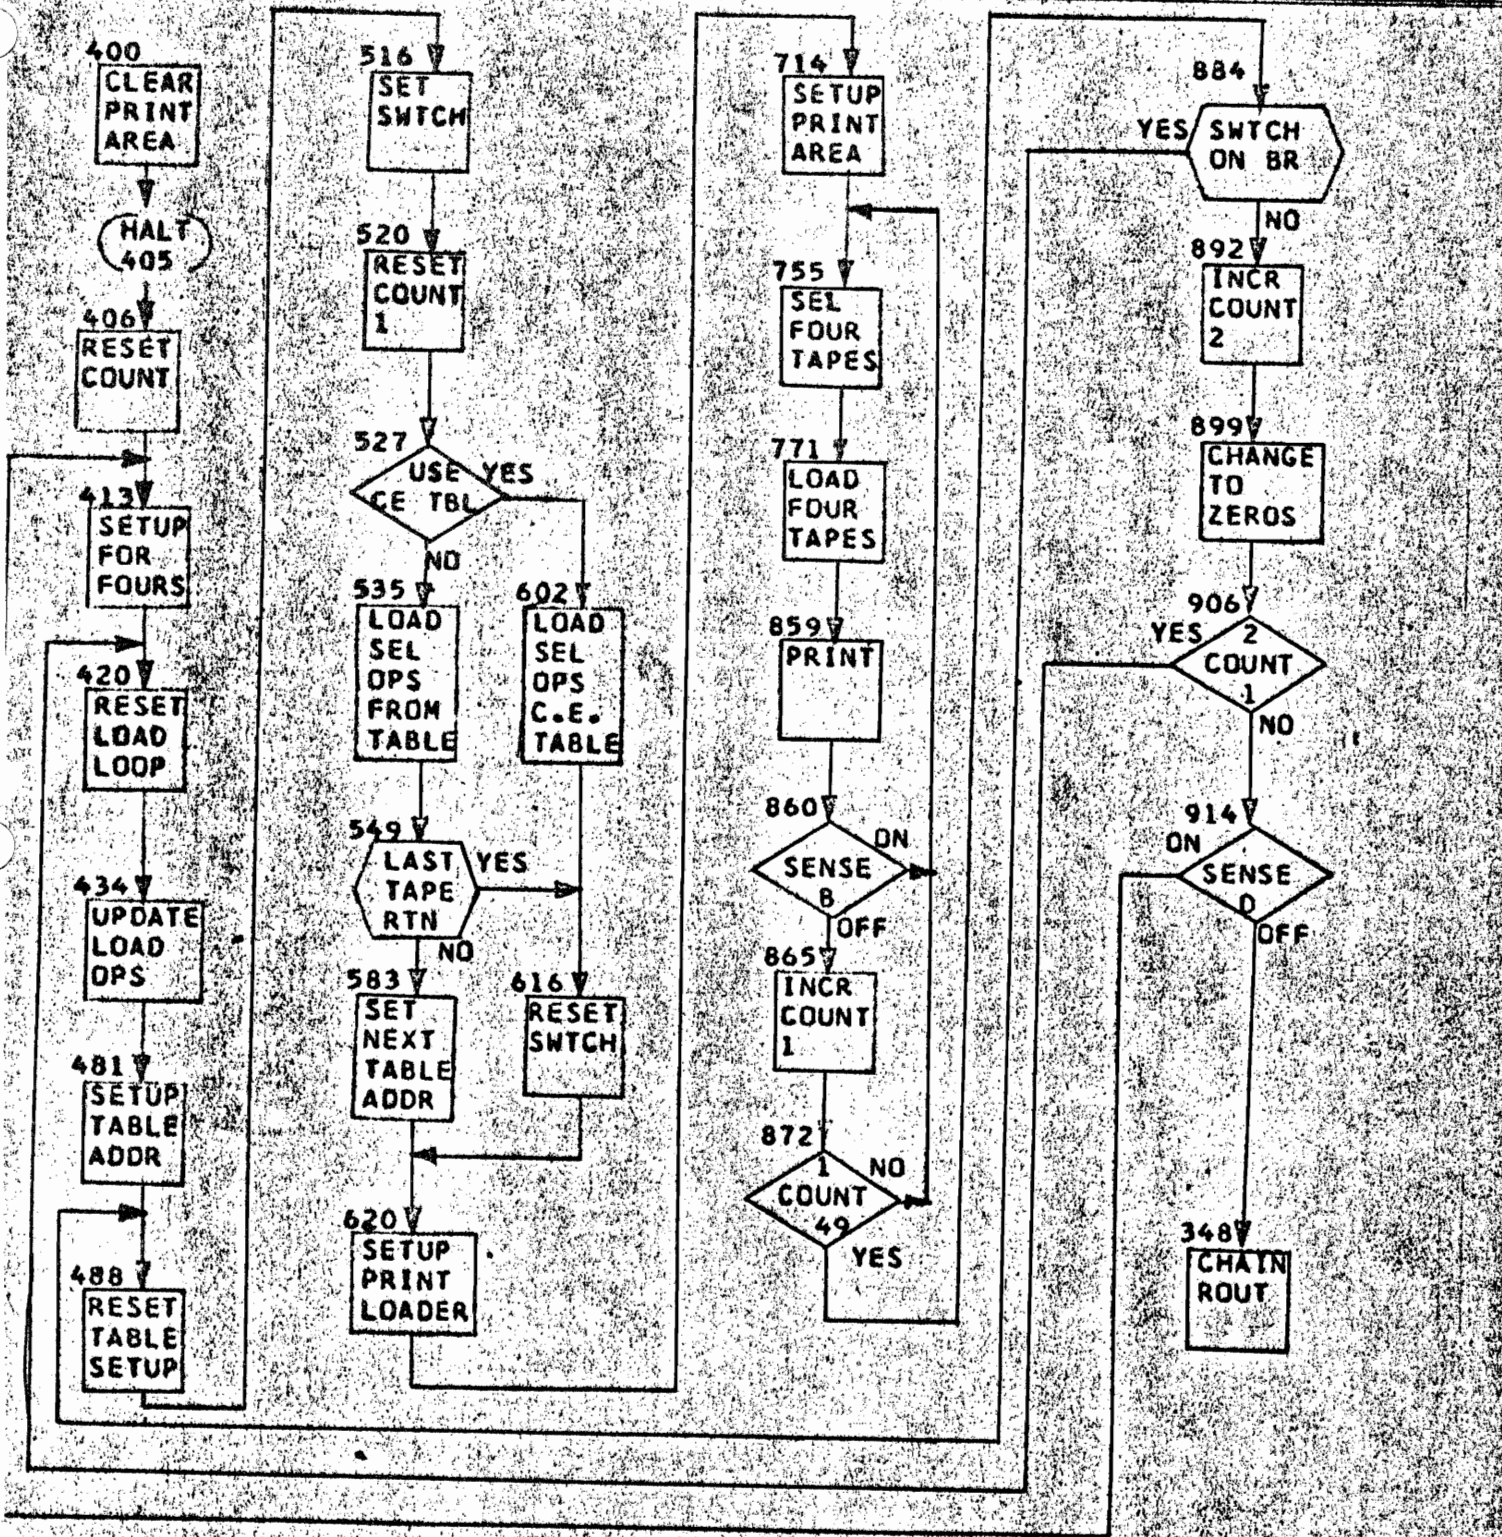 400
CLEAR
PRINT
AREA
HALT
405
406
RESET
COUNT
413
SETUP
FOR
FOURS
420
RESET
LOAD
LOOP
434
UPDATE
LOAD
OPS
481
SETUP
TABLE
ADDR
488
RESET
TABLE
SETUP
516
SET
SWTCH
520
RESET
COUNT
1
527
USE
CE TBL
YES
NO
535
LOAD
SEL
OPS
FROM
TABLE
602
LOAD
SEL
OPS
C.E.
TABLE
549
LAST
TAPE
RTN
YES
NO
583
SET
NEXT
TABLE
ADDR
616
RESET
SWTCH
620
SETUP
PRINT
LOADER
714
SETUP
PRINT
AREA
755
SEL
FOUR
TAPES
771
LOAD
FOUR
TAPES
859
PRINT
860
SENSE
B
ON
OFF
865
INCR
COUNT
1
872
1
COUNT
49
NO
YES
884
SWTCH
ON BR
YES
NO
892
INCR
COUNT
2
899
CHANGE
TO
ZEROS
906
2
COUNT
1
YES
NO
914
SENSE
D
ON
OFF
348
CHAIN
ROUT